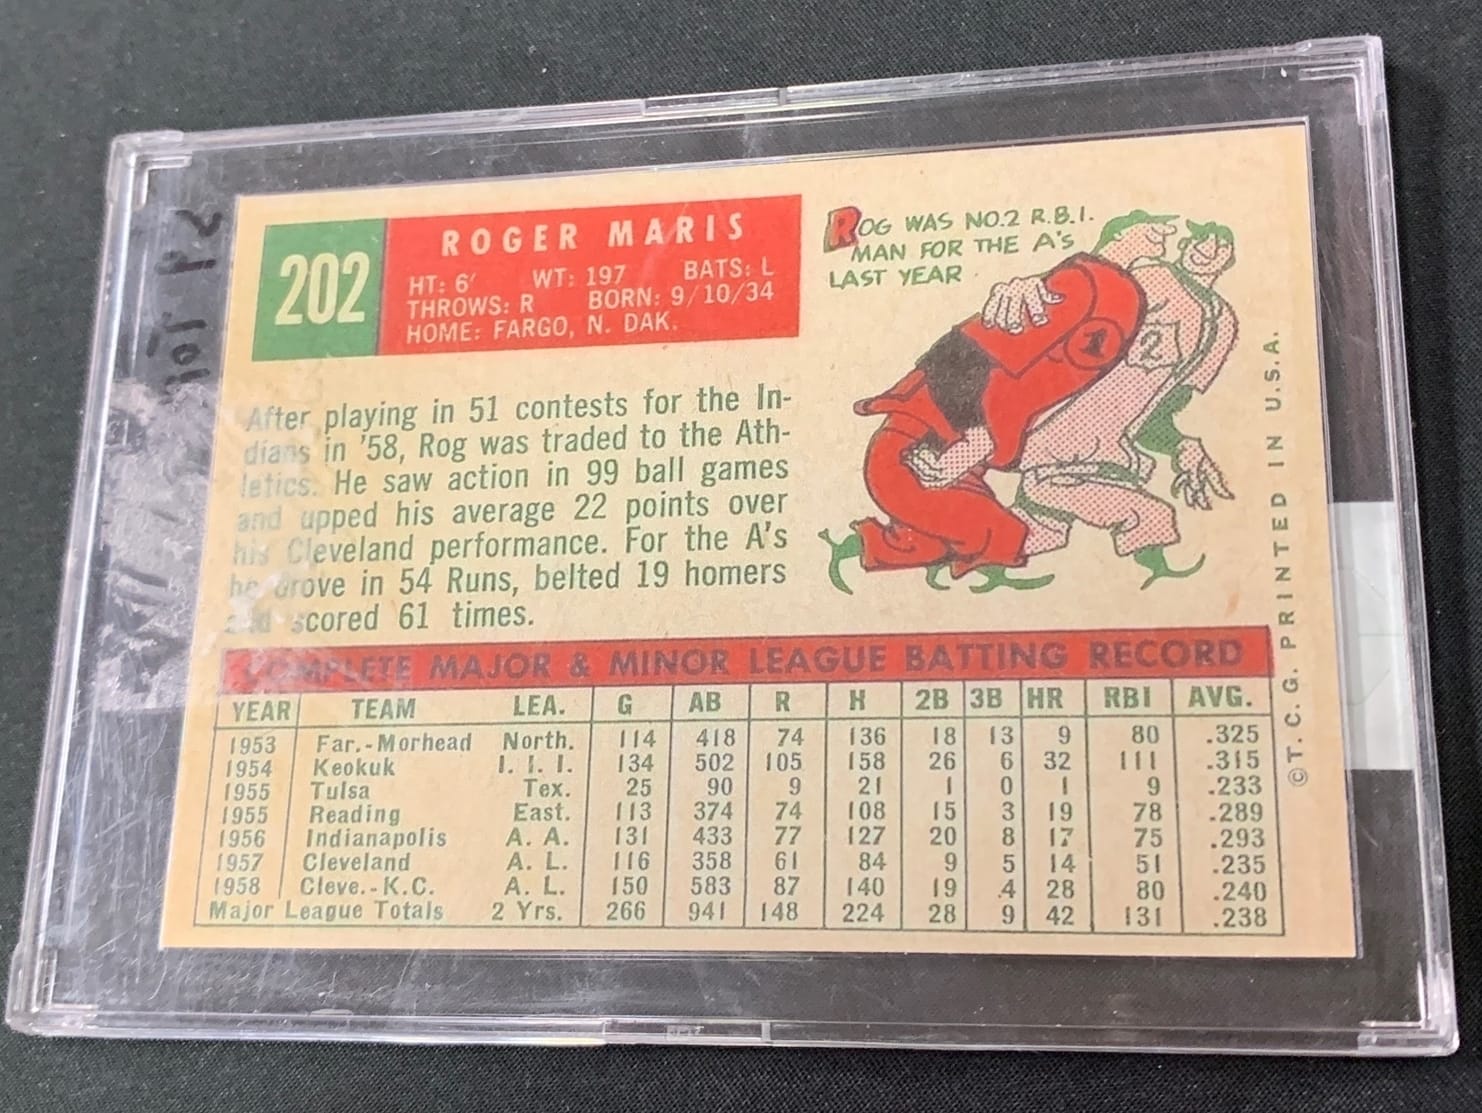 202
ROGER MARIS
HT: 6' WT: 197 BATS: L
THROWS: R BORN: 9/10/34
HOME: FARGO, N. DAK.
ROG WAS NO.2 R.B.I.
MAN FOR THE A'S
LAST YEAR
1
2
After playing in 51 contests for the In-
dians in '58, Rog was traded to the Ath-
letics. He saw action in 99 ball games
and upped his average 22 points over
his Cleveland performance. For the A's
he drove in 54 Runs, belted 19 homers
and scored 61 times.
COMPLETE MAJOR & MINOR LEAGUE BATTING RECORD
YEAR TEAM LEA. G AB R H 2B 3B HR RBI AVG.
1953 Far.-Morhead North. 114 418 74 136 18 13 9 80 .325
1954 Keokuk I. I. I. 134 502 105 158 26 6 32 111 .315
1955 Tulsa Tex. 25 90 9 21 1 0 1 9 .233
1955 Reading East. 113 374 74 108 15 3 19 78 .289
1956 Indianapolis A. A. 131 433 77 127 20 8 17 75 .293
1957 Cleveland A. L. 116 358 61 84 9 5 14 51 .235
1958 Cleve.-K.C. A. L. 150 583 87 140 19 4 28 80 .240
Major League Totals 2 Yrs. 266 941 148 224 28 9 42 131 .238
©T. C. G. PRINTED IN U.S.A.